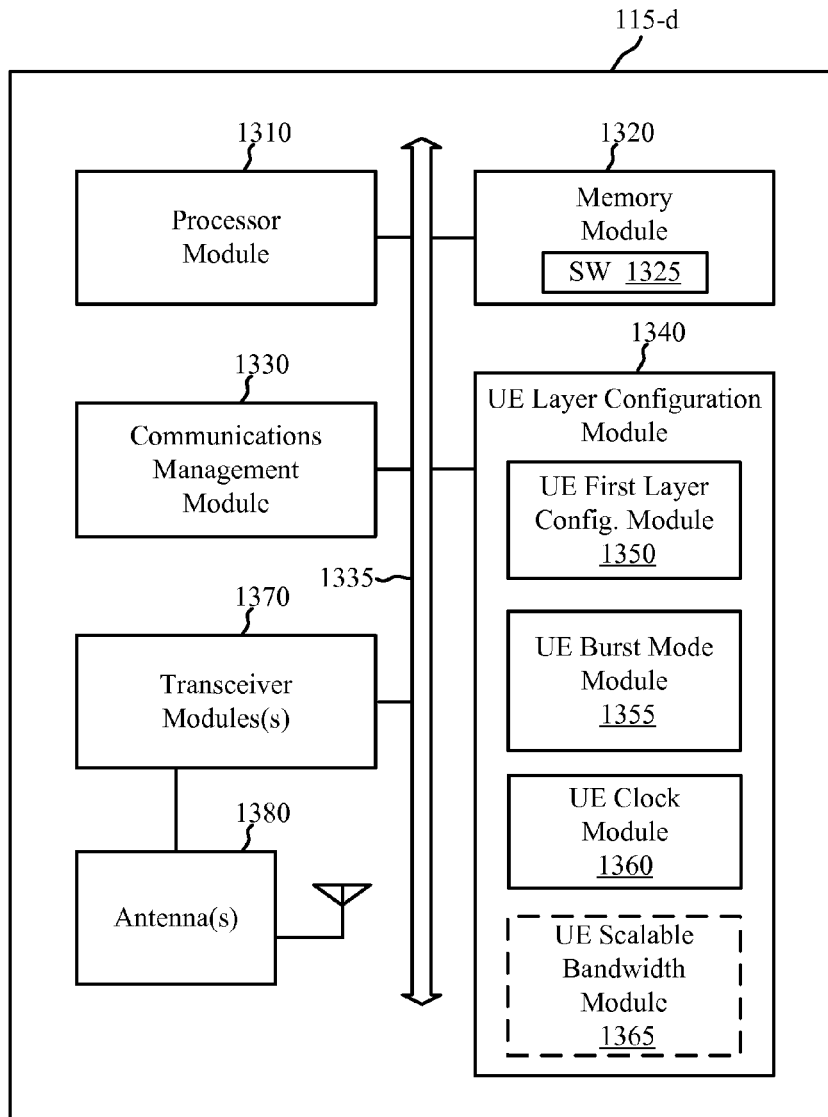 115-d
1310
Processor
Module
1320
Memory
Module
SW 1325
1330
Communications
Management
Module
1340
UE Layer Configuration
Module
UE First Layer
Config. Module
1350
1335
1370
Transceiver
Modules(s)
UE Burst Mode
Module
1355
1380
Antenna(s)
UE Clock
Module
1360
UE Scalable
Bandwidth
Module
1365